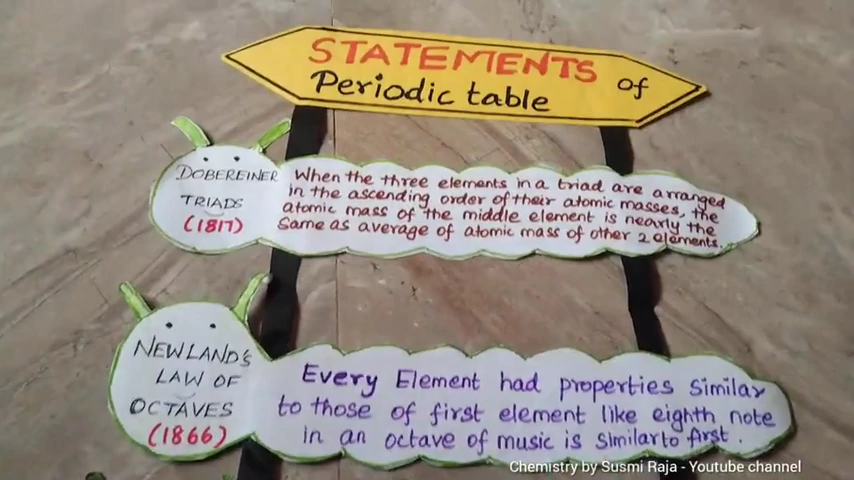 STATEMENTS of
Periodic table
DOBEREINER
TRIADS
(1817)
When the three elements in a triad are arranged
in the ascending order of their atomic masses, the
atomic mass of the middle element is nearly the
Same as average of atomic mass of other 2 elements.
NEWLAND's
LAW OF
OCTAVES
(1866)
Every Element had properties similar
to those of first element like eighth note
in an octave of music is similar to first.
Chemistry by Susmi Raja - Youtube channel